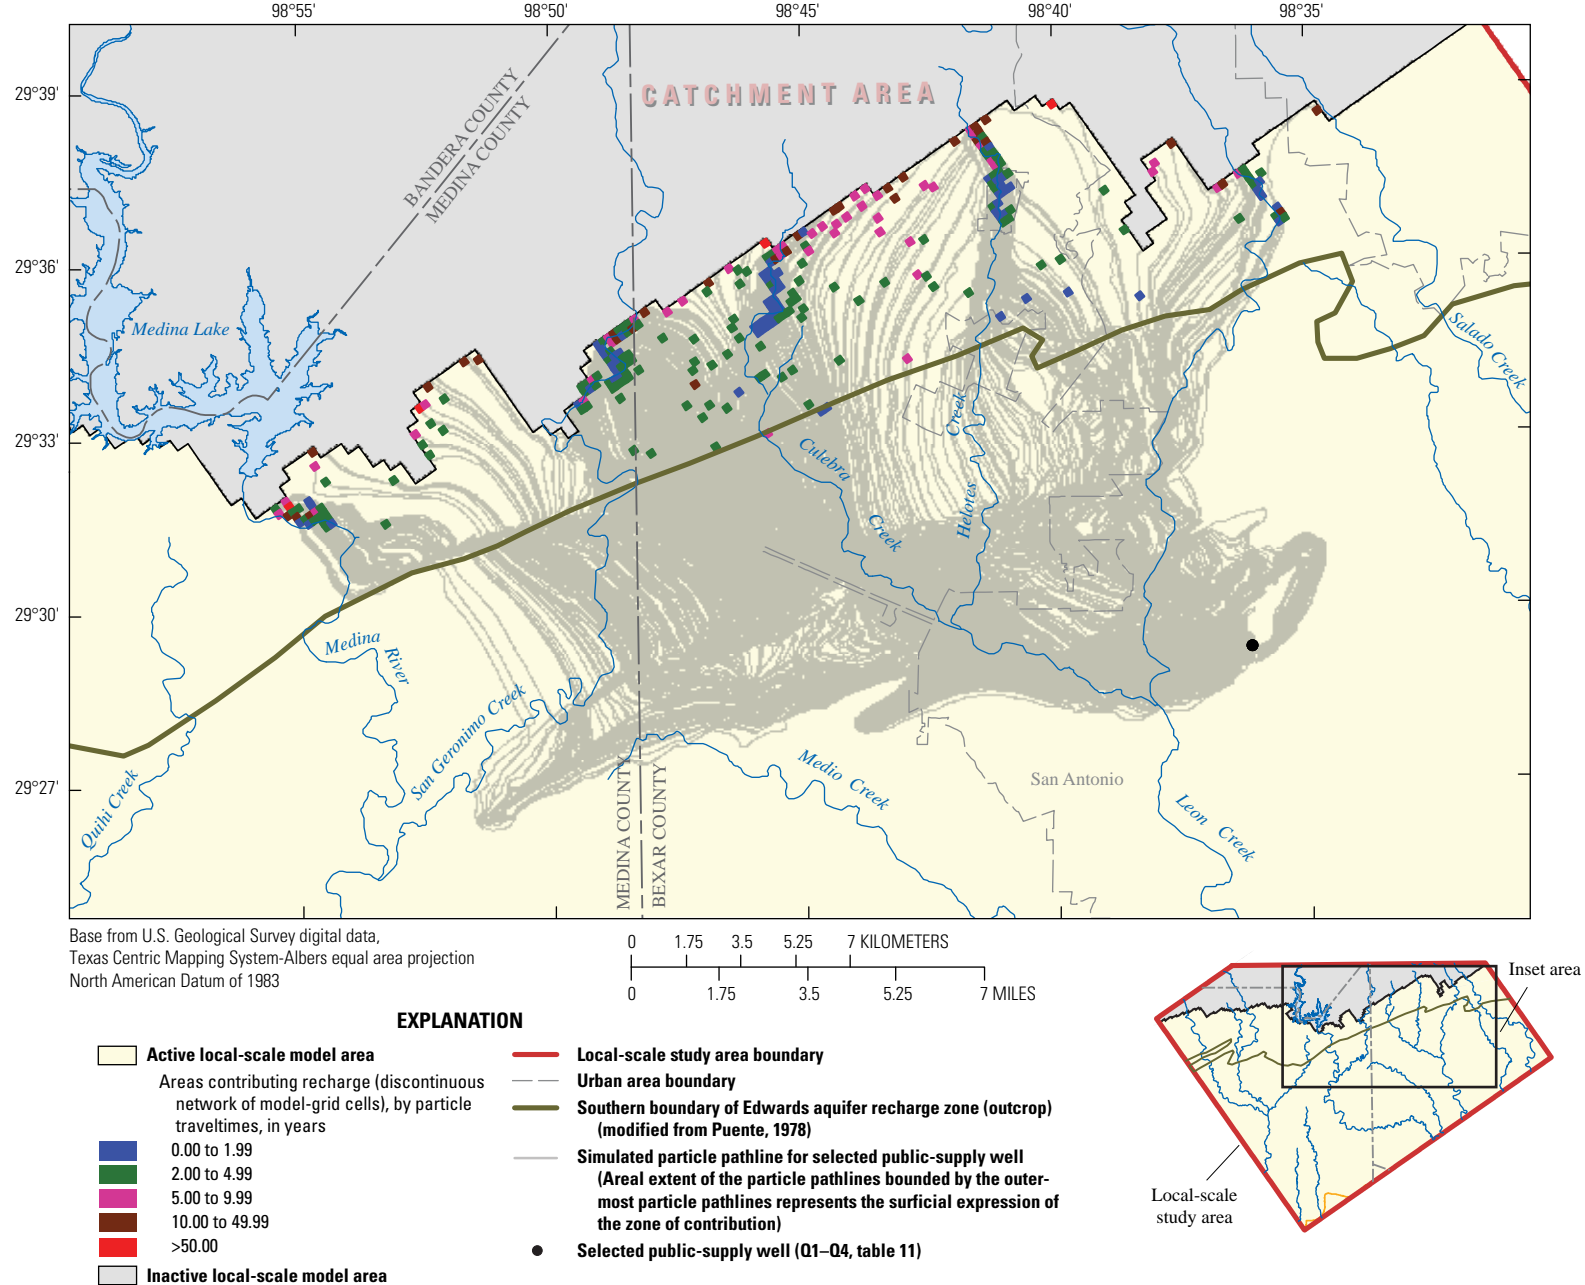 98°55' 98°50' 98°45' 98°40' 98°35'
29°39'
29°36'
29°33'
29°30'
29°27'
CATCHMENT AREA
BANDERA COUNTY
MEDINA COUNTY
Medina Lake
Salado Creek
Culebra
Creek
Helotes
Creek
Medina
River
San Geronimo Creek
Quihi Creek
Medio Creek
San Antonio
Leon Creek
MEDINA COUNTY
BEXAR COUNTY
Base from U.S. Geological Survey digital data,
Texas Centric Mapping System-Albers equal area projection
North American Datum of 1983
0 1.75 3.5 5.25 7 KILOMETERS
0 1.75 3.5 5.25 7 MILES
EXPLANATION
Active local-scale model area
Areas contributing recharge (discontinuous
network of model-grid cells), by particle
traveltimes, in years
0.00 to 1.99
2.00 to 4.99
5.00 to 9.99
10.00 to 49.99
>50.00
Inactive local-scale model area
Local-scale study area boundary
Urban area boundary
Southern boundary of Edwards aquifer recharge zone (outcrop)
(modified from Puente, 1978)
Simulated particle pathline for selected public-supply well
(Areal extent of the particle pathlines bounded by the outer-
most particle pathlines represents the surficial expression of
the zone of contribution)
Selected public-supply well (Q1–Q4, table 11)
Inset area
Local-scale
study area